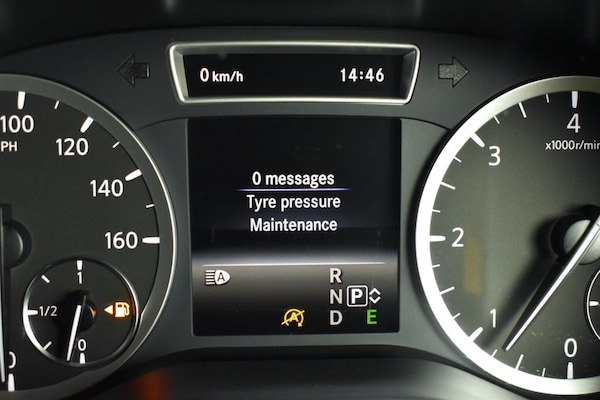 0 km/h 14:46
100
PH
120
140
160
0 messages
Tyre pressure
Maintenance
A
R
N P
D E
A
1
1/2
0
4
x1000r/min
3
2
1
0